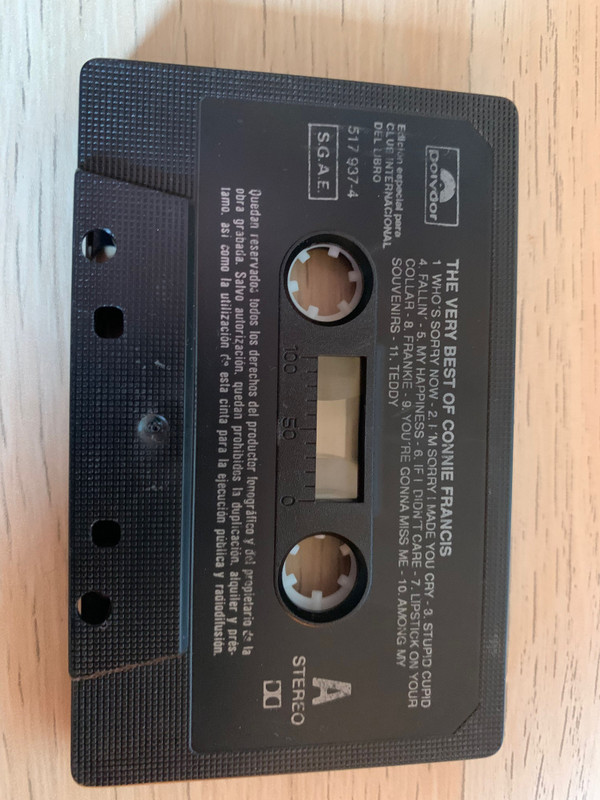 polydor
Edición especial para
CLUB INTERNACIONAL
DEL LIBRO
517 937-4
S.G.A.E.
THE VERY BEST OF CONNIE FRANCIS
1. WHO'S SORRY NOW - 2. I'M SORRY I MADE YOU CRY - 3. STUPID CUPID
4. FALLIN' - 5. MY HAPPINESS - 6. IF I DIDN'T CARE - 7. LIPSTICK ON YOUR
COLLAR - 8. FRANKIE - 9. YOU'RE GONNA MISS ME - 10. AMONG MY
SOUVENIRS - 11. TEDDY
100 50 0
A
STEREO
Quedan reservados todos los derechos del productor fonográfico y del propietario de la
obra grabada. Salvo autorización, quedan prohibidos la duplicación, alquiler y prés-
tamo, así como la utilización de esta cinta para la ejecución pública y radiodifusión.